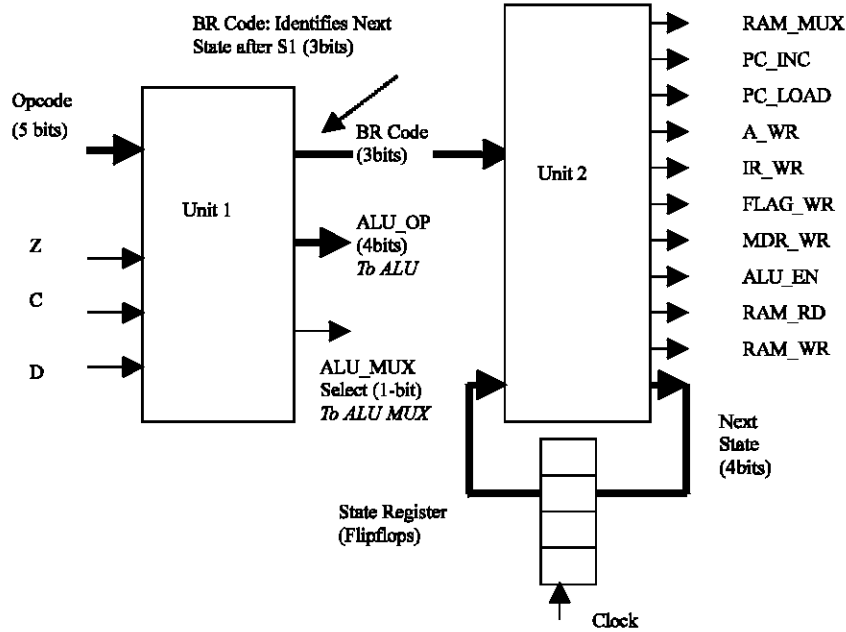 BR Code: Identifies Next
State after S1 (3bits)
Opcode
(5 bits)
Z
C
D
Unit 1
BR Code
(3bits)
ALU_OP
(4bits)
To ALU
ALU_MUX
Select (1-bit)
To ALU MUX
Unit 2
RAM_MUX
PC_INC
PC_LOAD
A_WR
IR_WR
FLAG_WR
MDR_WR
ALU_EN
RAM_RD
RAM_WR
Next
State
(4bits)
State Register
(Flipflops)
Clock